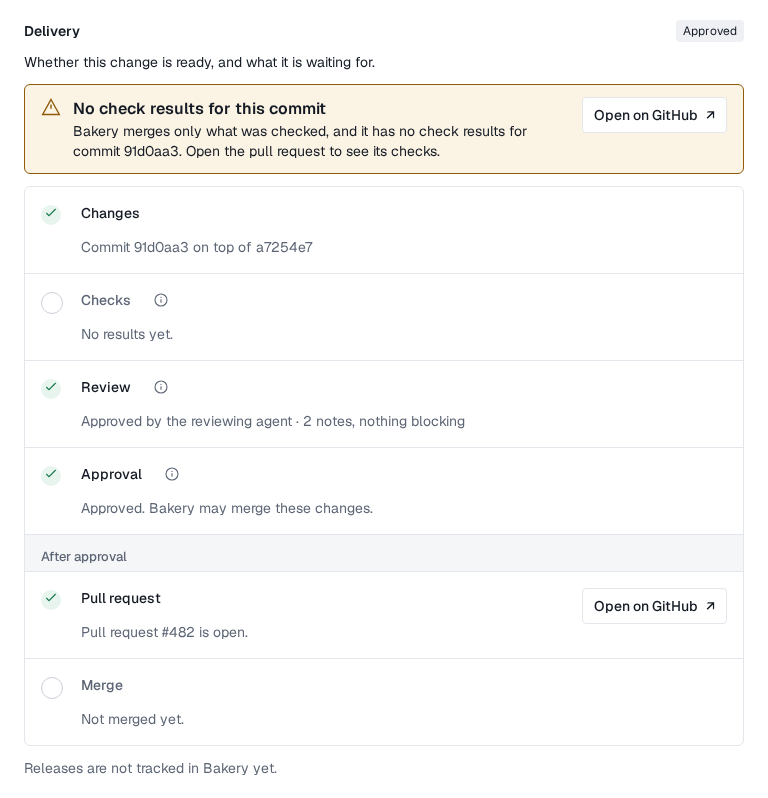 Delivery
Approved
Whether this change is ready, and what it is waiting for.
No check results for this commit
Open on GitHub
Bakery merges only what was checked, and it has no check results for
commit 91d0aa3. Open the pull request to see its checks.
Changes
Commit 91d0aa3 on top of a7254e7
Checks
No results yet.
Review
Approved by the reviewing agent · 2 notes, nothing blocking
Approval
Approved. Bakery may merge these changes.
After approval
Pull request
Open on GitHub
Pull request #482 is open.
Merge
Not merged yet.
Releases are not tracked in Bakery yet.